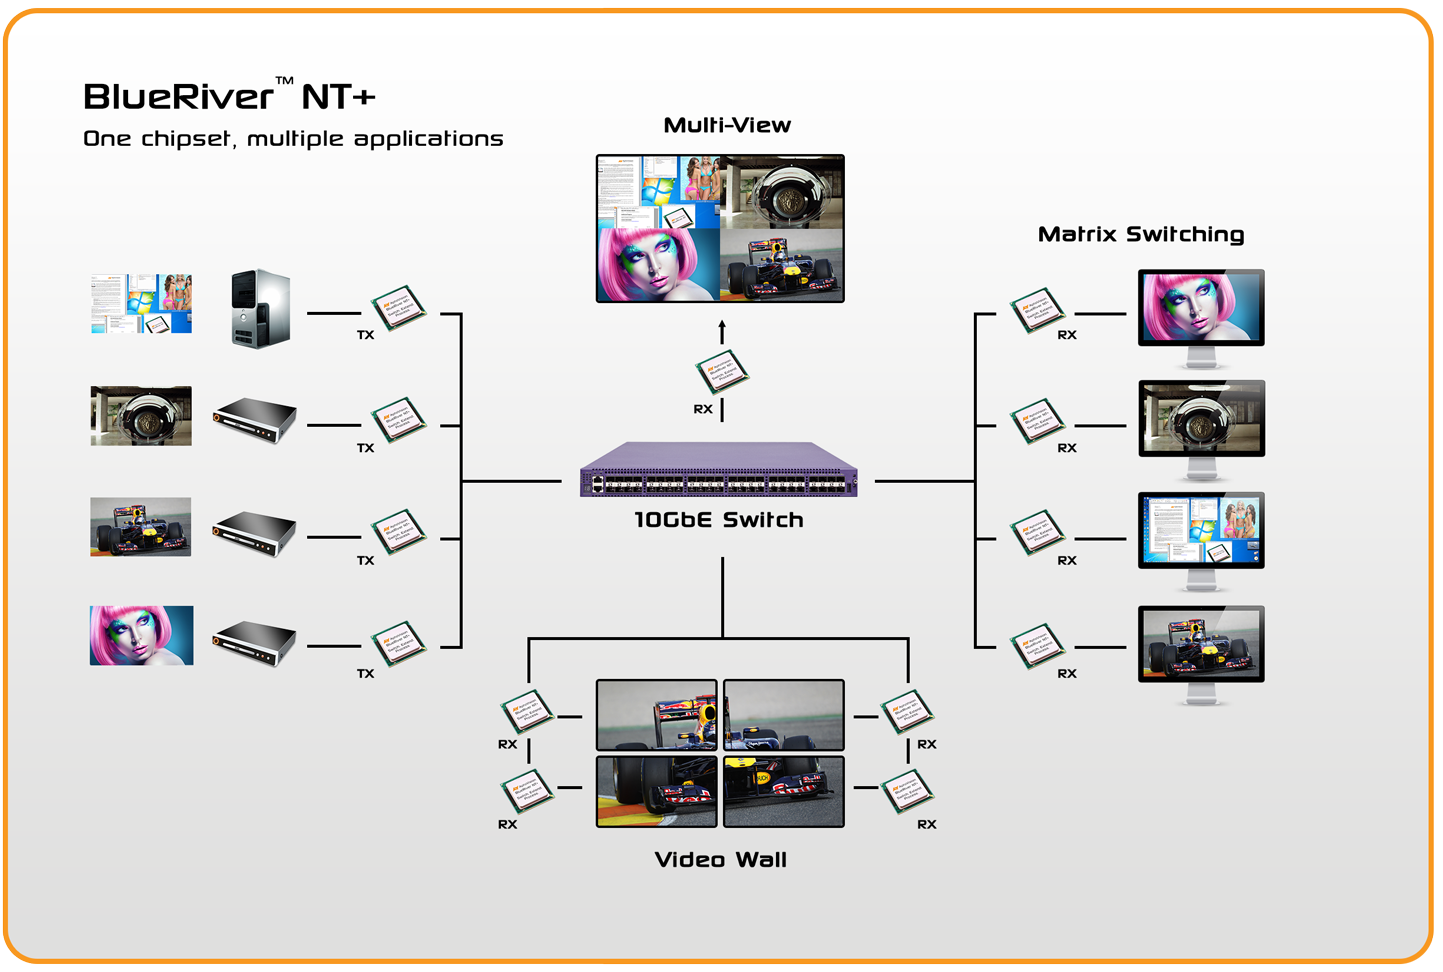 BlueRiver™ NT+
One chipset, multiple applications
Multi-View
Matrix Switching
TX
TX
TX
TX
RX
10GbE Switch
RX
RX
RX
RX
RX
RX
RX
RX
Video Wall